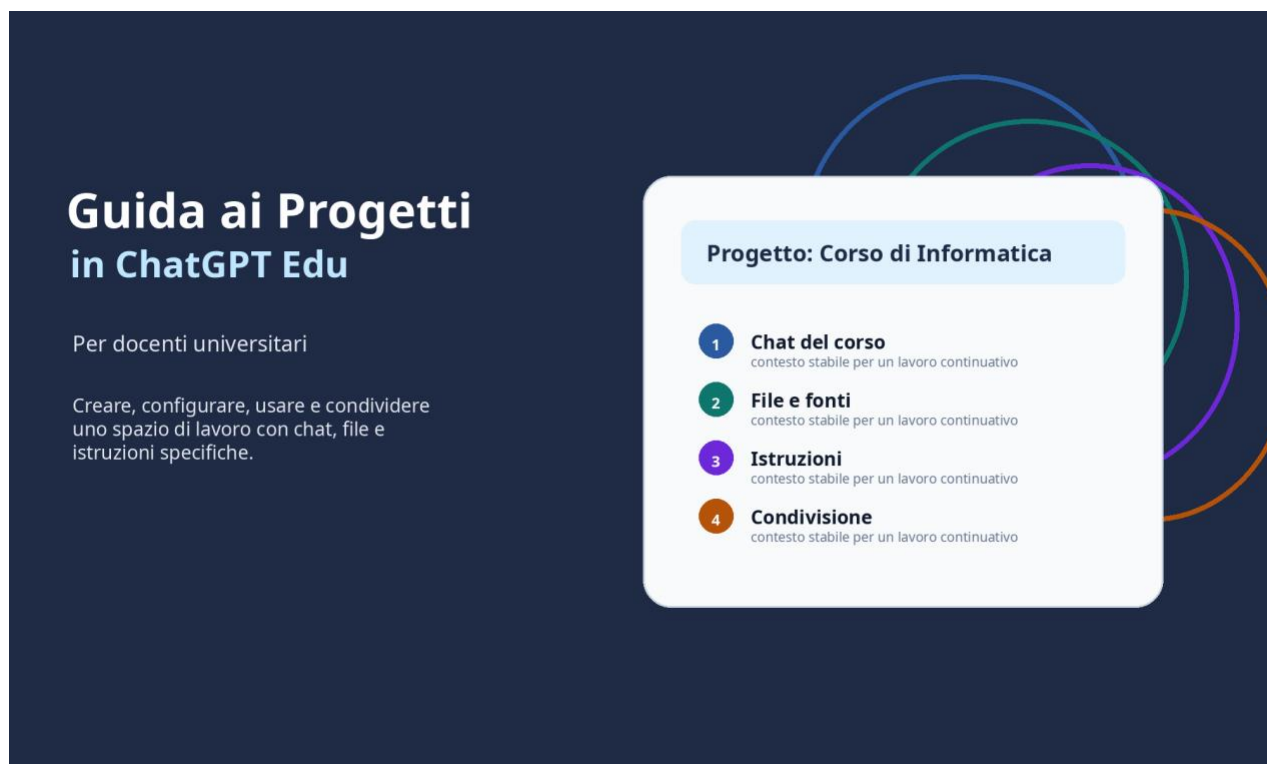 Guida ai Progetti
in ChatGPT Edu
Per docenti universitari
Creare, configurare, usare e condividere
uno spazio di lavoro con chat, file e
istruzioni specifiche.
Progetto: Corso di Informatica
1 Chat del corso
contesto stabile per un lavoro continuativo
2 File e fonti
contesto stabile per un lavoro continuativo
3 Istruzioni
contesto stabile per un lavoro continuativo
4 Condivisione
contesto stabile per un lavoro continuativo